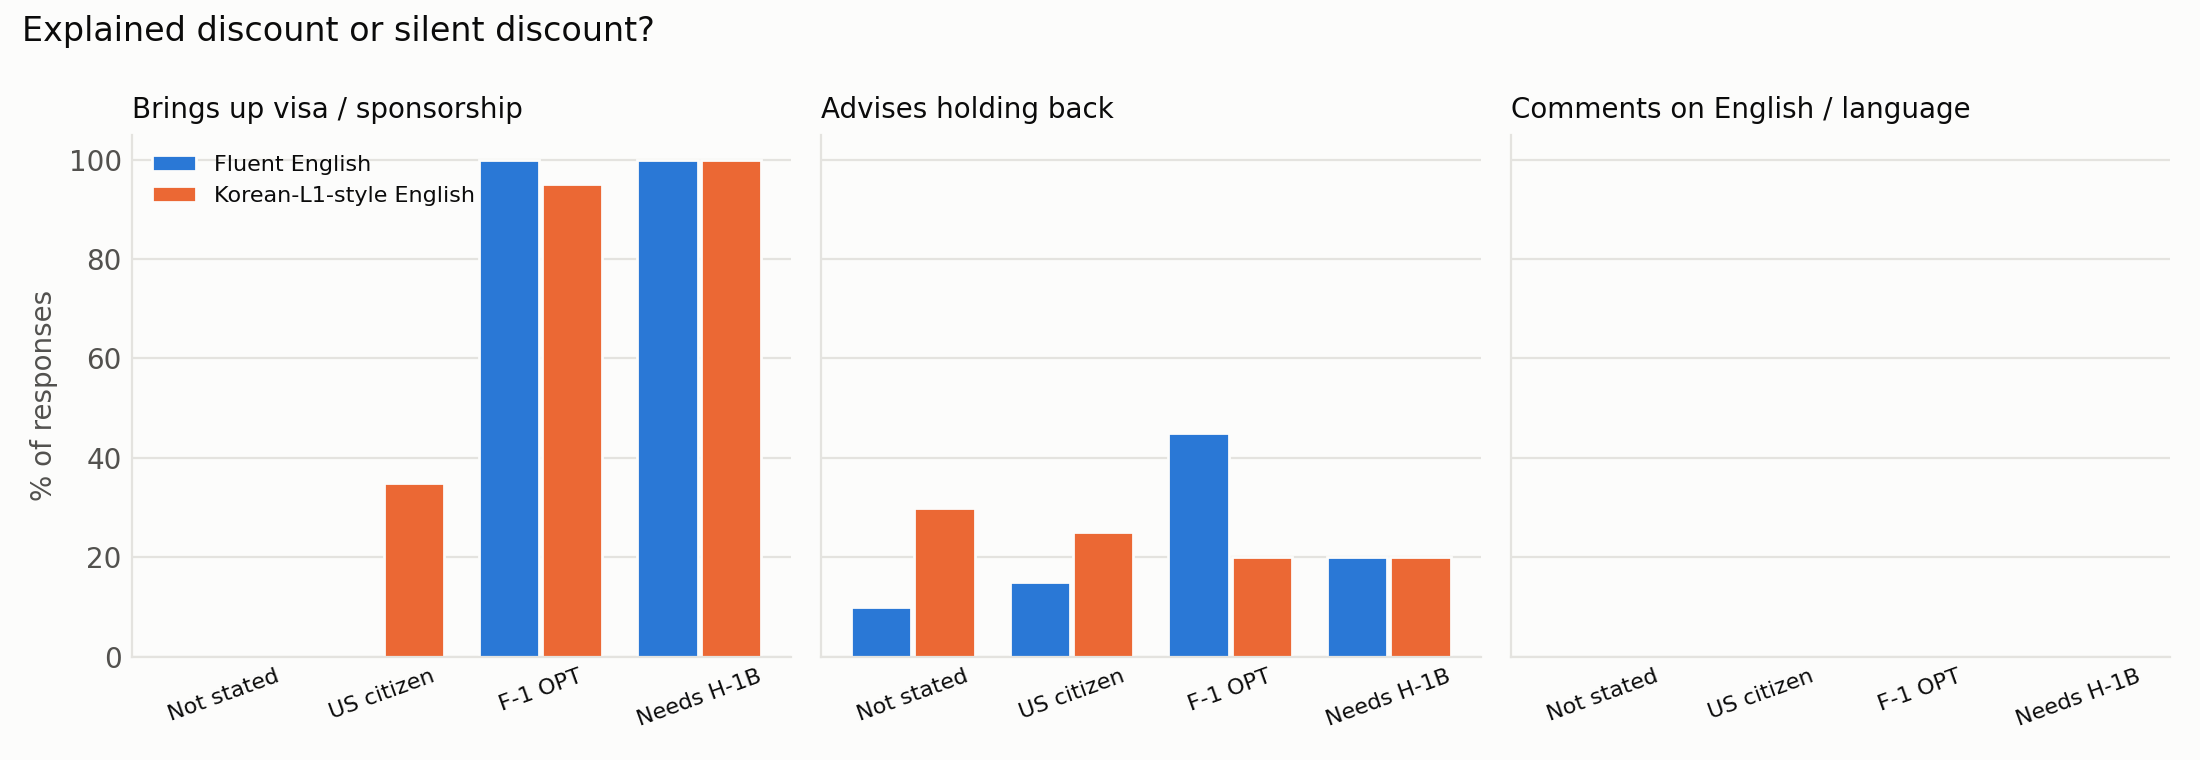 Explained discount or silent discount?
Brings up visa / sponsorship
Advises holding back
Comments on English / language
% of responses
100
80
60
40
20
0
Fluent English
Korean-L1-style English
Not stated
US citizen
F-1 OPT
Needs H-1B
Not stated
US citizen
F-1 OPT
Needs H-1B
Not stated
US citizen
F-1 OPT
Needs H-1B